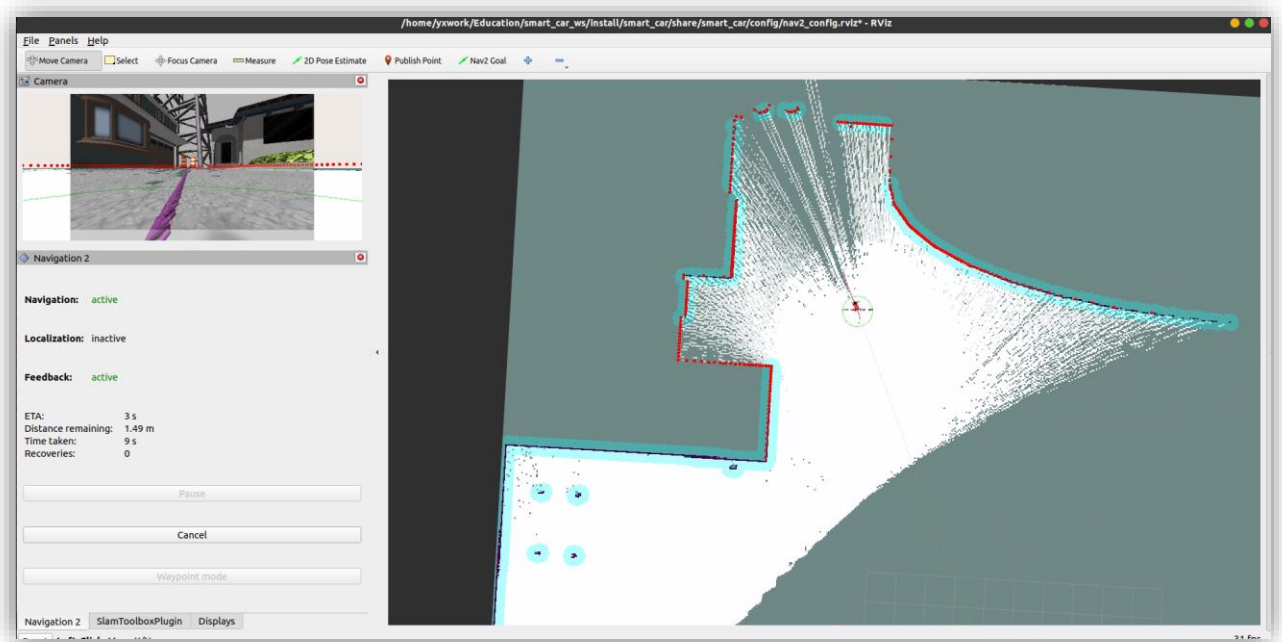 /home/yxwork/Education/smart_car_ws/install/smart_car/share/smart_car/config/nav2_config.rviz* - RViz
File Panels Help
Move Camera Select Focus Camera Measure 2D Pose Estimate Publish Point Nav2 Goal
Camera
Navigation 2
Navigation: active
Localization: inactive
Feedback: active
ETA: 3 s
Distance remaining: 1.49 m
Time taken: 9 s
Recoveries: 0
Pause
Cancel
Waypoint mode
Navigation 2 SlamToolboxPlugin Displays
31 fps